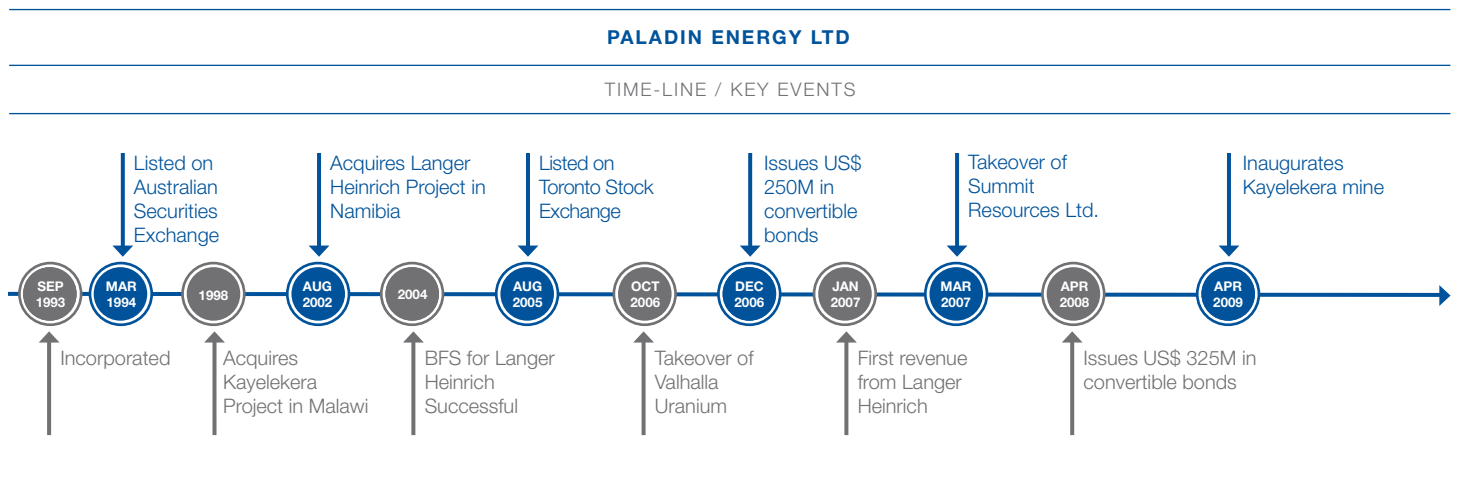 PALADIN ENERGY LTD
TIME-LINE / KEY EVENTS
Listed on
Australian
Securities
Exchange
Acquires Langer
Heinrich Project in
Namibia
Listed on
Toronto Stock
Exchange
Issues US$
250M in
convertible
bonds
Takeover of
Summit
Resources Ltd.
Inaugurates
Kayelekera mine
SEP
1993
MAR
1994
1998
AUG
2002
2004
AUG
2005
OCT
2006
DEC
2006
JAN
2007
MAR
2007
APR
2008
APR
2009
Incorporated
Acquires
Kayelekera
Project in Malawi
BFS for Langer
Heinrich
Successful
Takeover of
Valhalla
Uranium
First revenue
from Langer
Heinrich
Issues US$ 325M in
convertible bonds